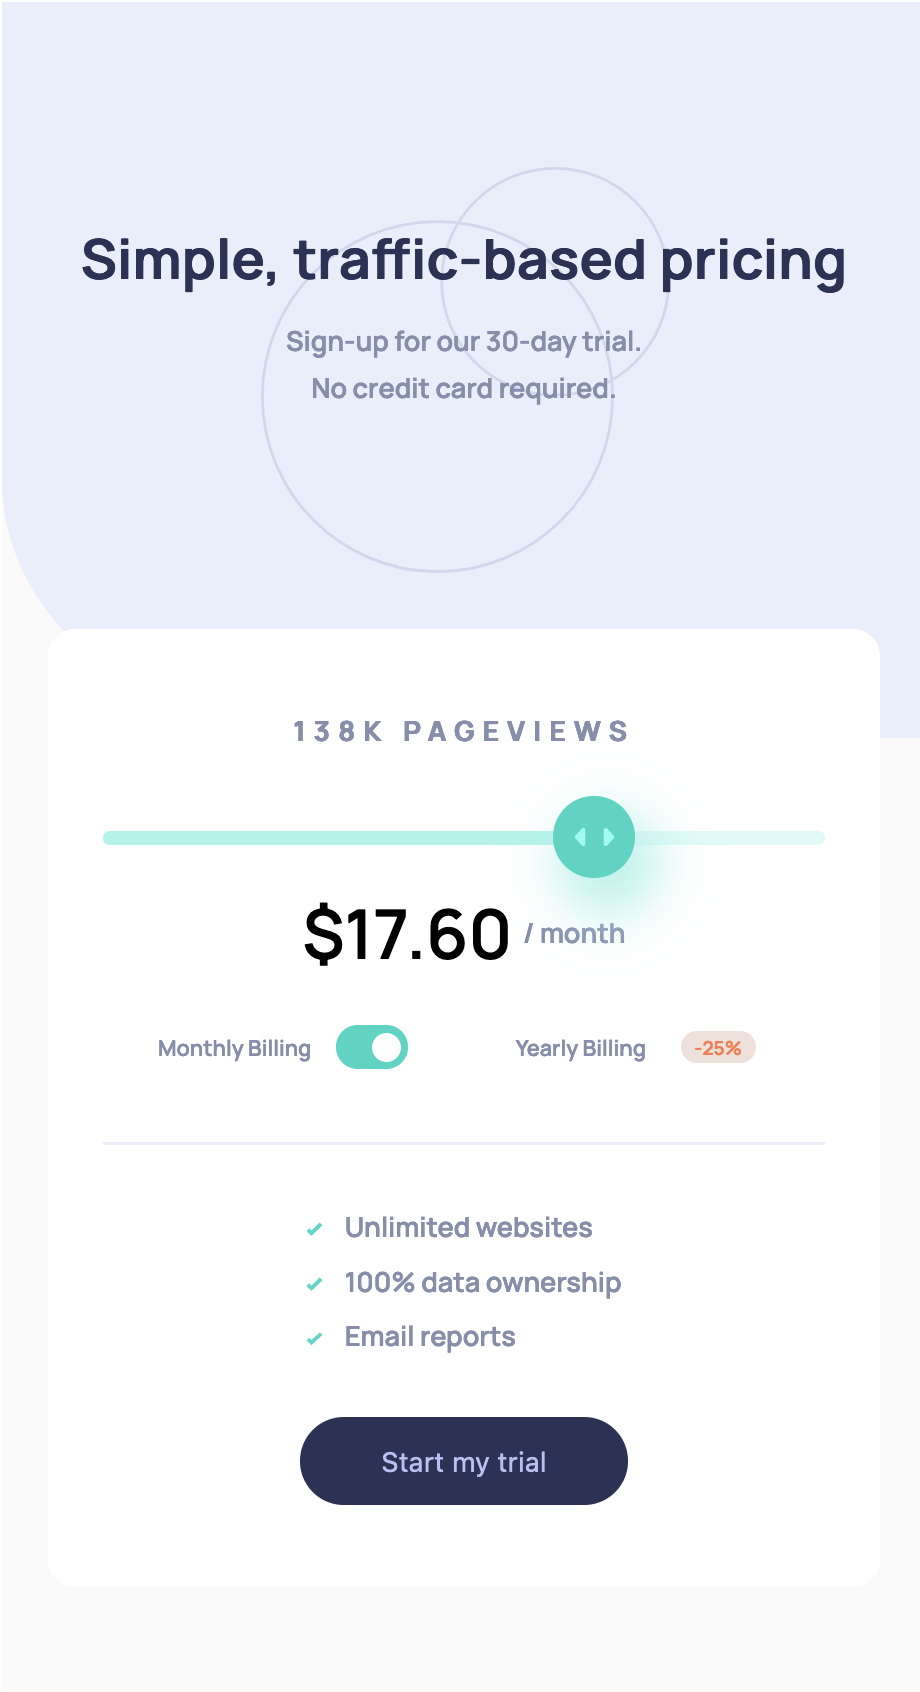 Simple, traffic-based pricing
Sign-up for our 30-day trial.
No credit card required.
138K PAGEVIEWS
$17.60 / month
Monthly Billing Yearly Billing -25%
Unlimited websites
100% data ownership
Email reports
Start my trial